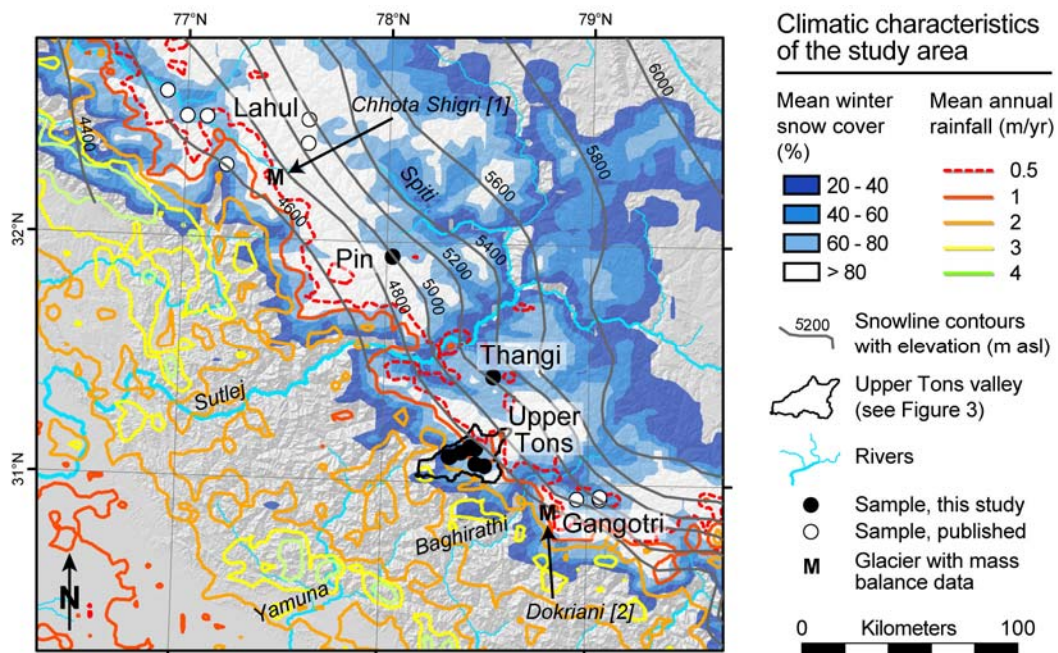 77°N
78°N
79°N
32°N
31°N
77°N
78°N
79°N
4400
Lahul
Chhota Shigri [1]
6000
M
Spiti
5800
5600
4600
Pin
5400
5200
5000
4800
Thangi
Sutlej
Upper
Tons
M
Gangotri
Baghirathi
Yamuna
Dokriani [2]
N
Climatic characteristics
of the study area
Mean winter
snow cover
(%)
20 - 40
40 - 60
60 - 80
> 80
Mean annual
rainfall (m/yr)
0.5
1
2
3
4
5200
Snowline contours
with elevation (m asl)
Upper Tons valley
(see Figure 3)
Rivers
Sample, this study
Sample, published
M
Glacier with mass
balance data
0 Kilometers 100